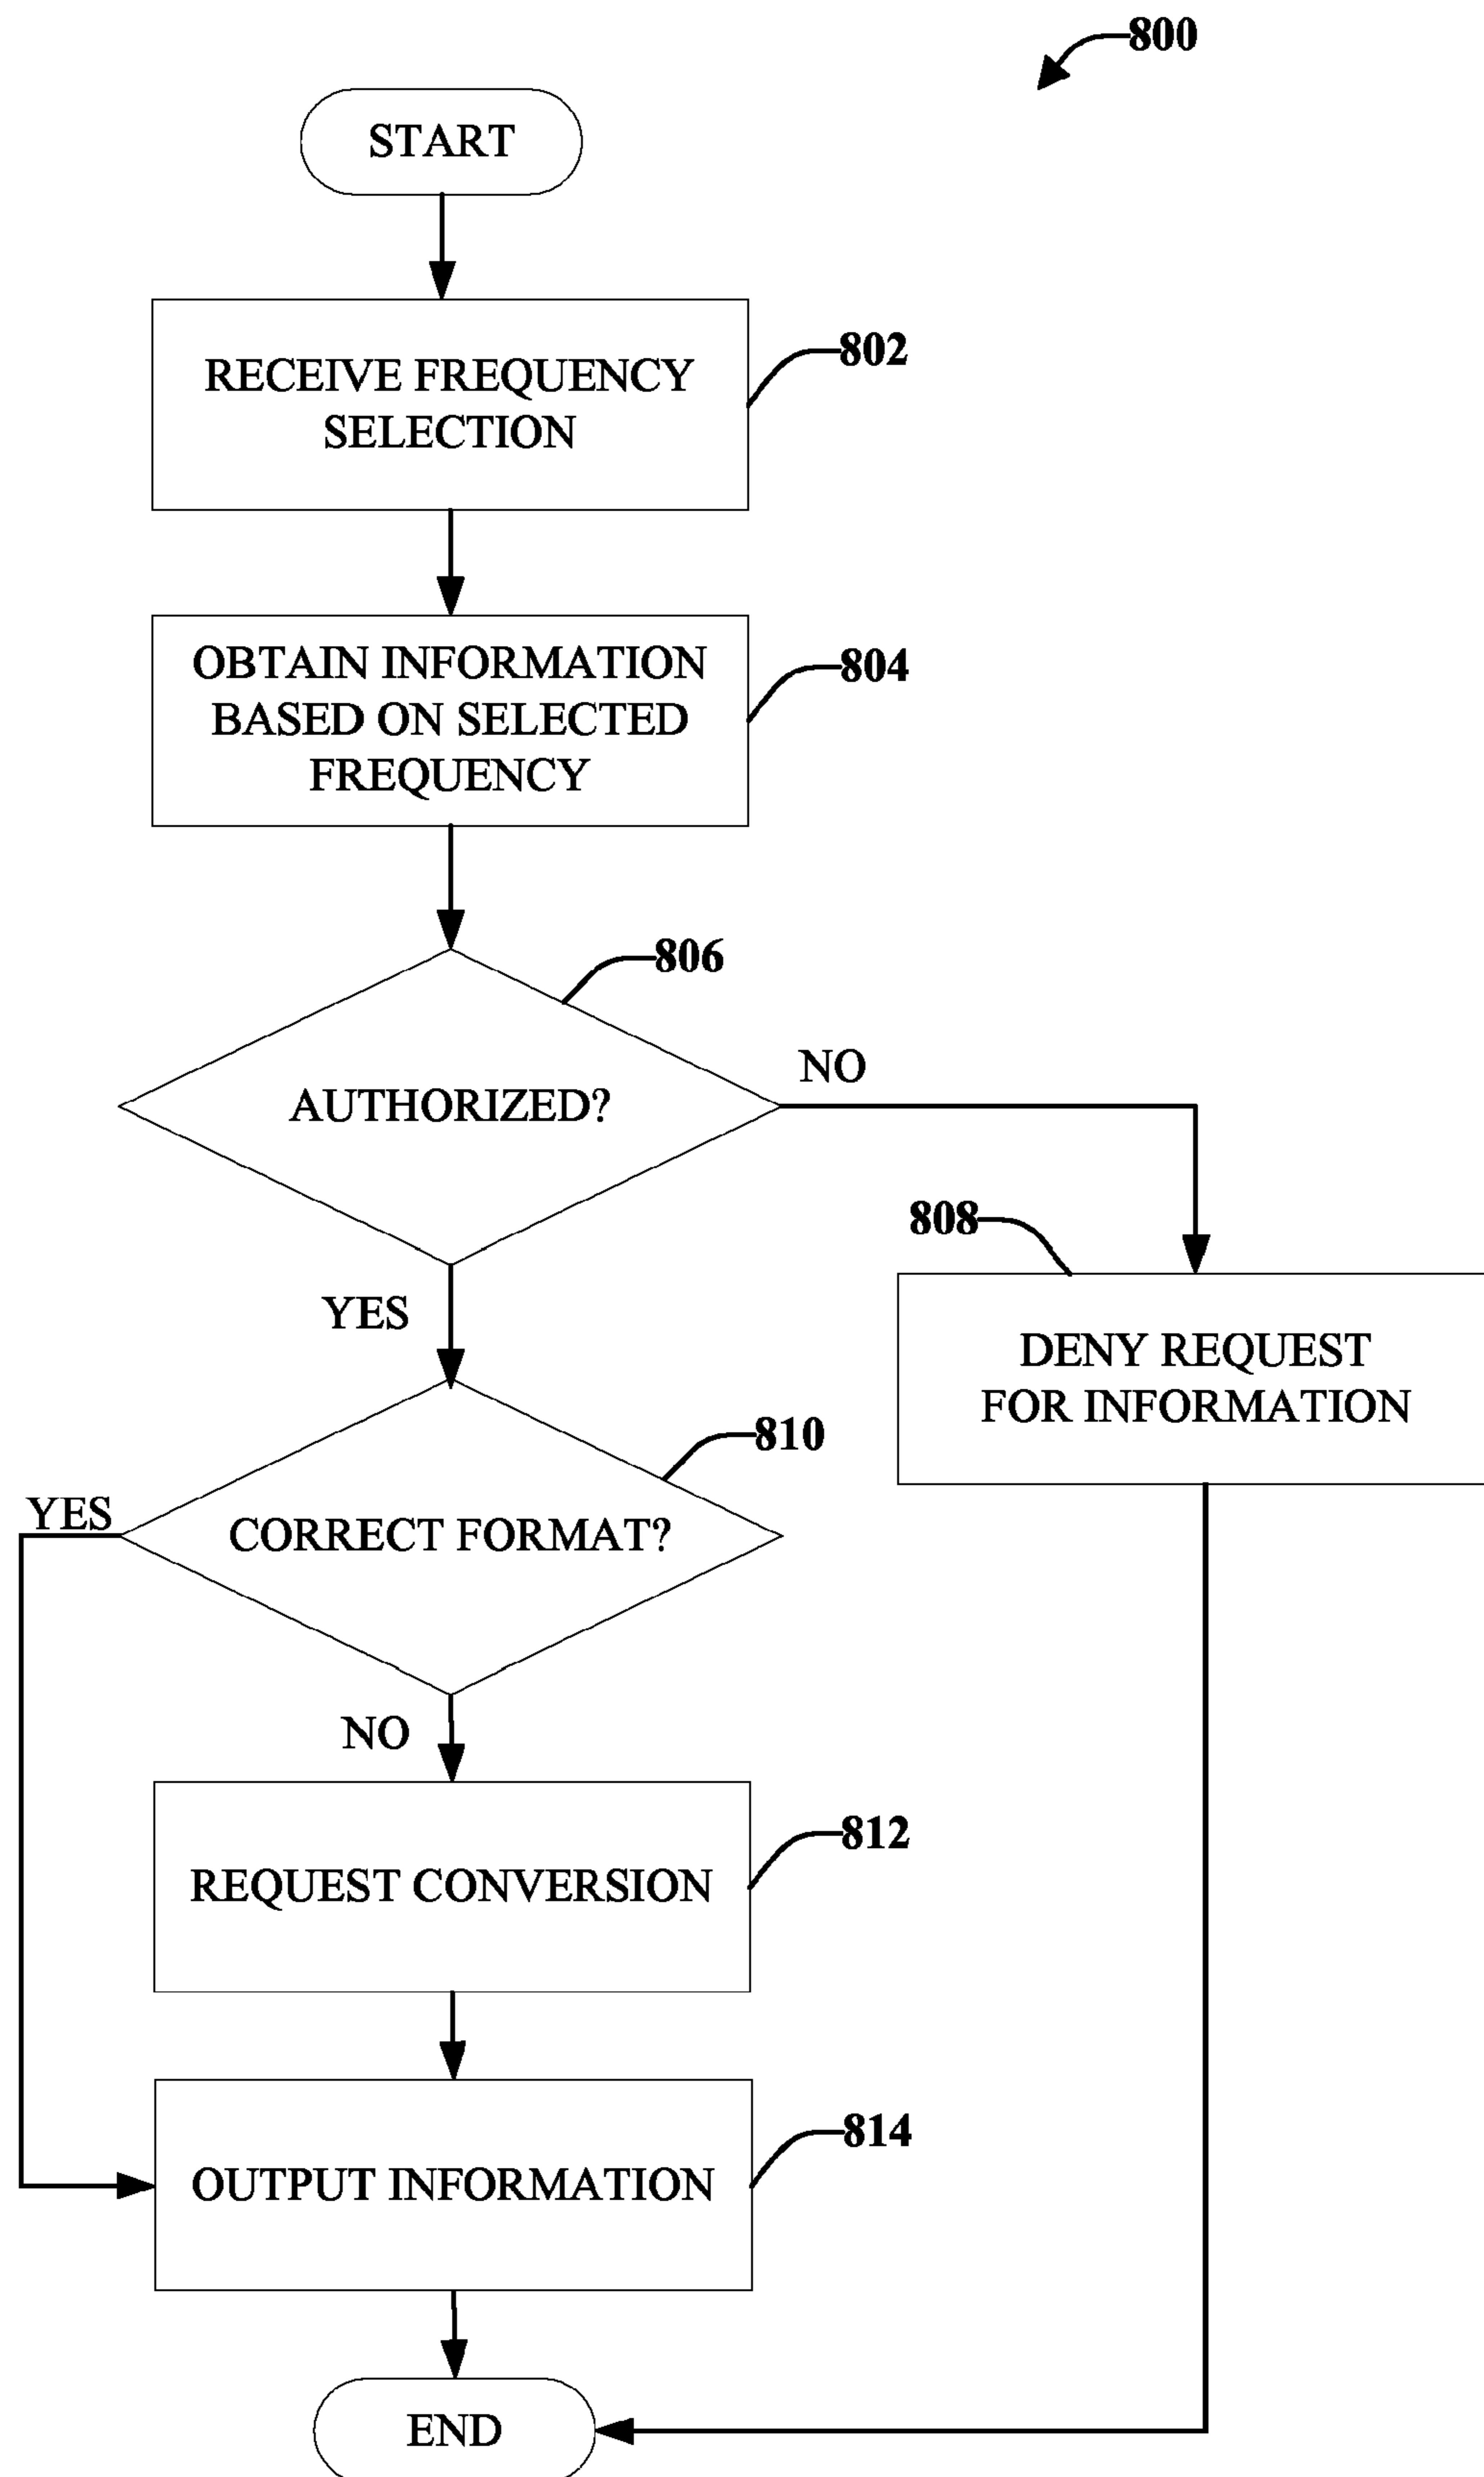 800
START
RECEIVE FREQUENCY
SELECTION
802
OBTAIN INFORMATION
BASED ON SELECTED
FREQUENCY
804
806
AUTHORIZED?
NO
808
YES
DENY REQUEST
FOR INFORMATION
810
YES
CORRECT FORMAT?
NO
812
REQUEST CONVERSION
814
OUTPUT INFORMATION
END